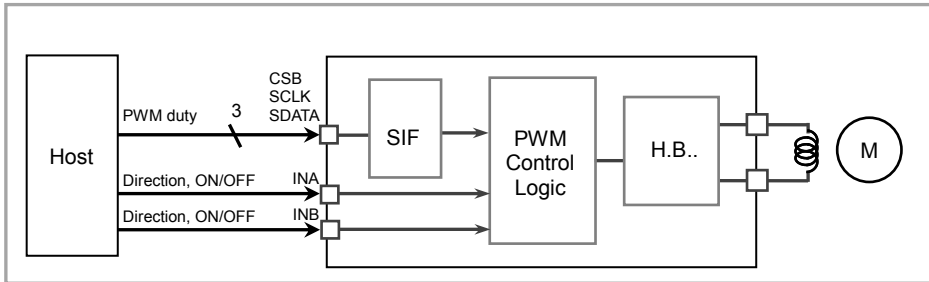 Host
PWM duty
3
CSB
SCLK
SDATA
Direction, ON/OFF
INA
Direction, ON/OFF
INB
SIF
PWM
Control
Logic
H.B..
M